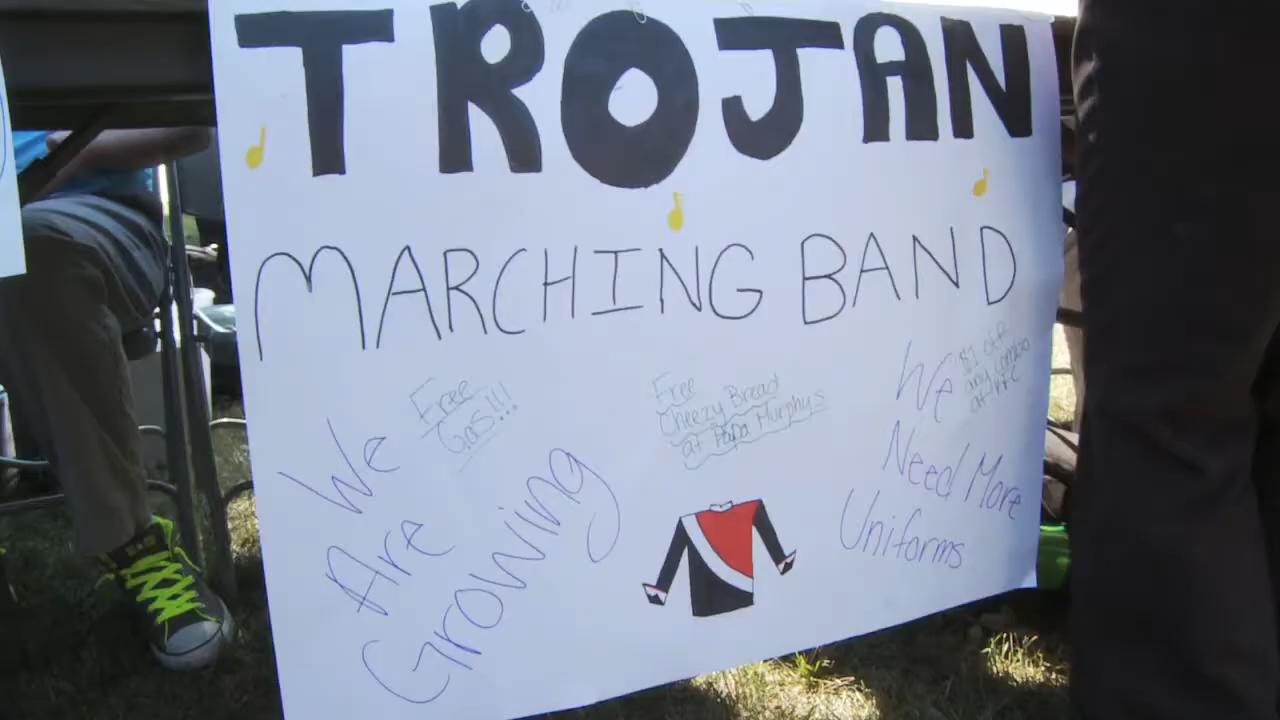 TROJAN
MARCHING BAND
We
Are
Growing
Free
Gas!!!
Free
Cheezy Bread
at Papa Murphys
We
Need More
Uniforms
$1 off
any combo
at KFC